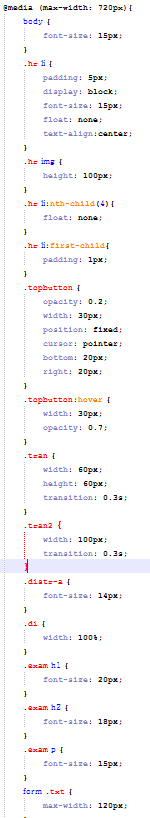 @media (max-width: 720px){
body {
font-size: 15px;
}
.he li {
padding: 5px;
display: block;
font-size: 15px;
float: none;
text-align:center;
}
.he img {
height: 100px;
}
.he li:nth-child(4){
float: none;
}
.he li:first-child{
padding: 1px;
}
.topbutton {
opacity: 0.2;
width: 30px;
position: fixed;
cursor: pointer;
bottom: 20px;
right: 20px;
}
.topbutton:hover {
width: 30px;
opacity: 0.7;
}
.tran {
width: 60px;
height: 60px;
transition: 0.3s;
}
.tran2 {
width: 100px;
transition: 0.3s;
}
.distr-a {
font-size: 14px;
}
.di {
width: 100%;
}
.exam h1 {
font-size: 20px;
}
.exam h2 {
font-size: 18px;
}
.exam p {
font-size: 15px;
}
form .txt {
max-width: 120px;